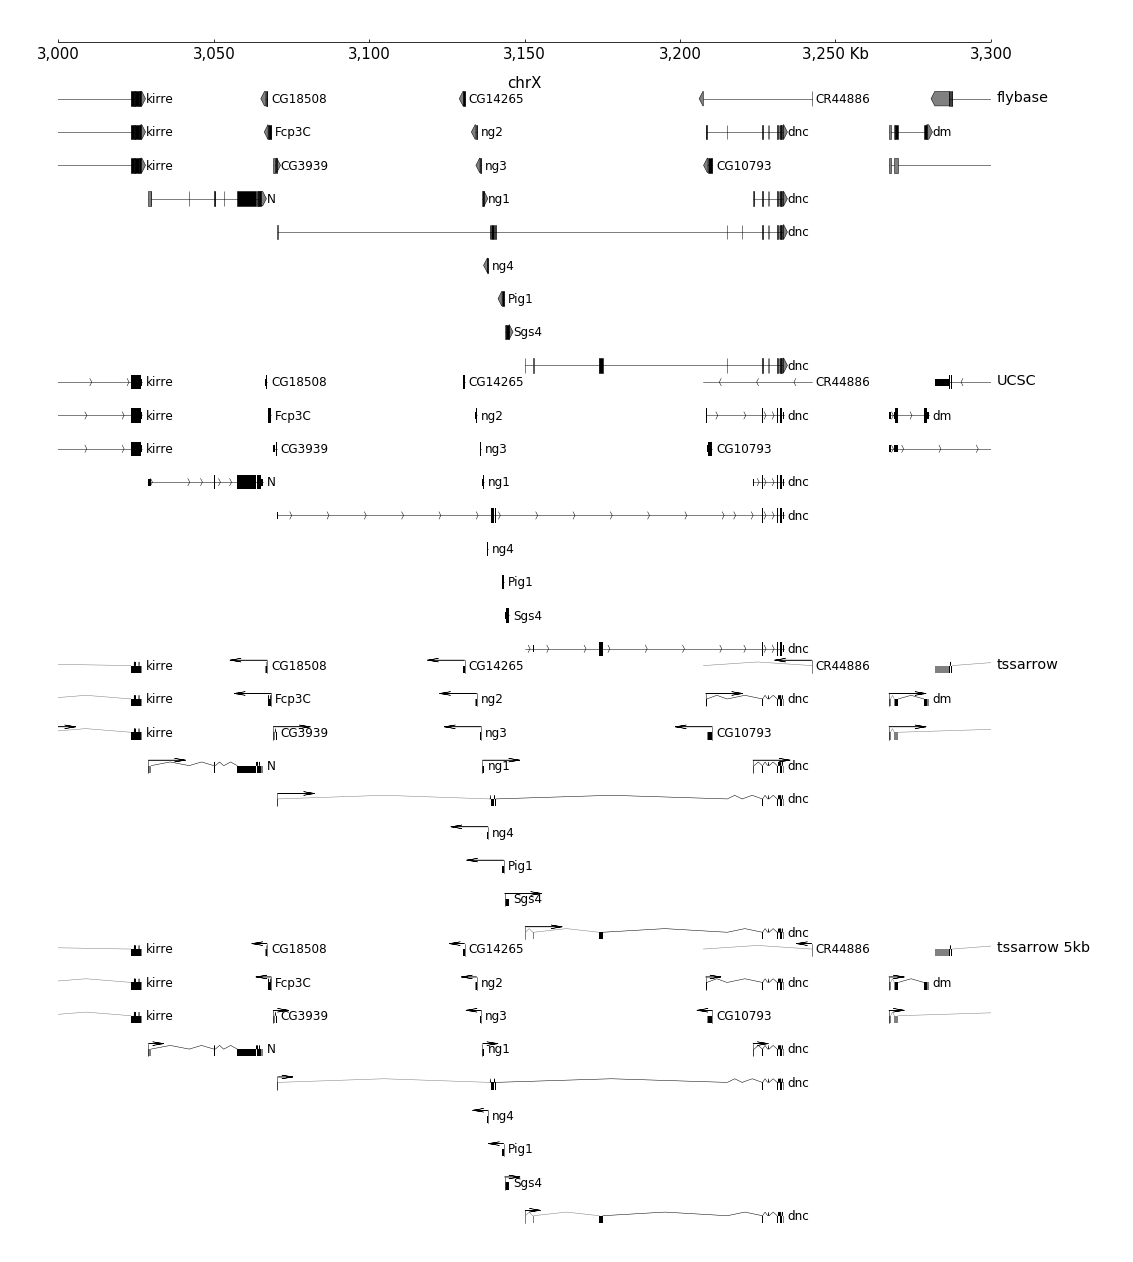 3,000 3,050 3,100 3,150 3,200 3,250 Kb 3,300
chrX
kirre CG18508 CG14265 CR44886 flybase
kirre Fcp3C ng2 dnc dm
kirre CG3939 ng3 CG10793
N ng1 dnc
dnc
ng4
Pig1
Sgs4
dnc
kirre CG18508 CG14265 CR44886 UCSC
kirre Fcp3C ng2 dnc dm
kirre CG3939 ng3 CG10793
N ng1 dnc
dnc
ng4
Pig1
Sgs4
dnc
kirre CG18508 CG14265 CR44886 tssarrow
kirre Fcp3C ng2 dnc dm
kirre CG3939 ng3 CG10793
N ng1 dnc
dnc
ng4
Pig1
Sgs4
dnc
kirre CG18508 CG14265 CR44886 tssarrow 5kb
kirre Fcp3C ng2 dnc dm
kirre CG3939 ng3 CG10793
N ng1 dnc
dnc
ng4
Pig1
Sgs4
dnc